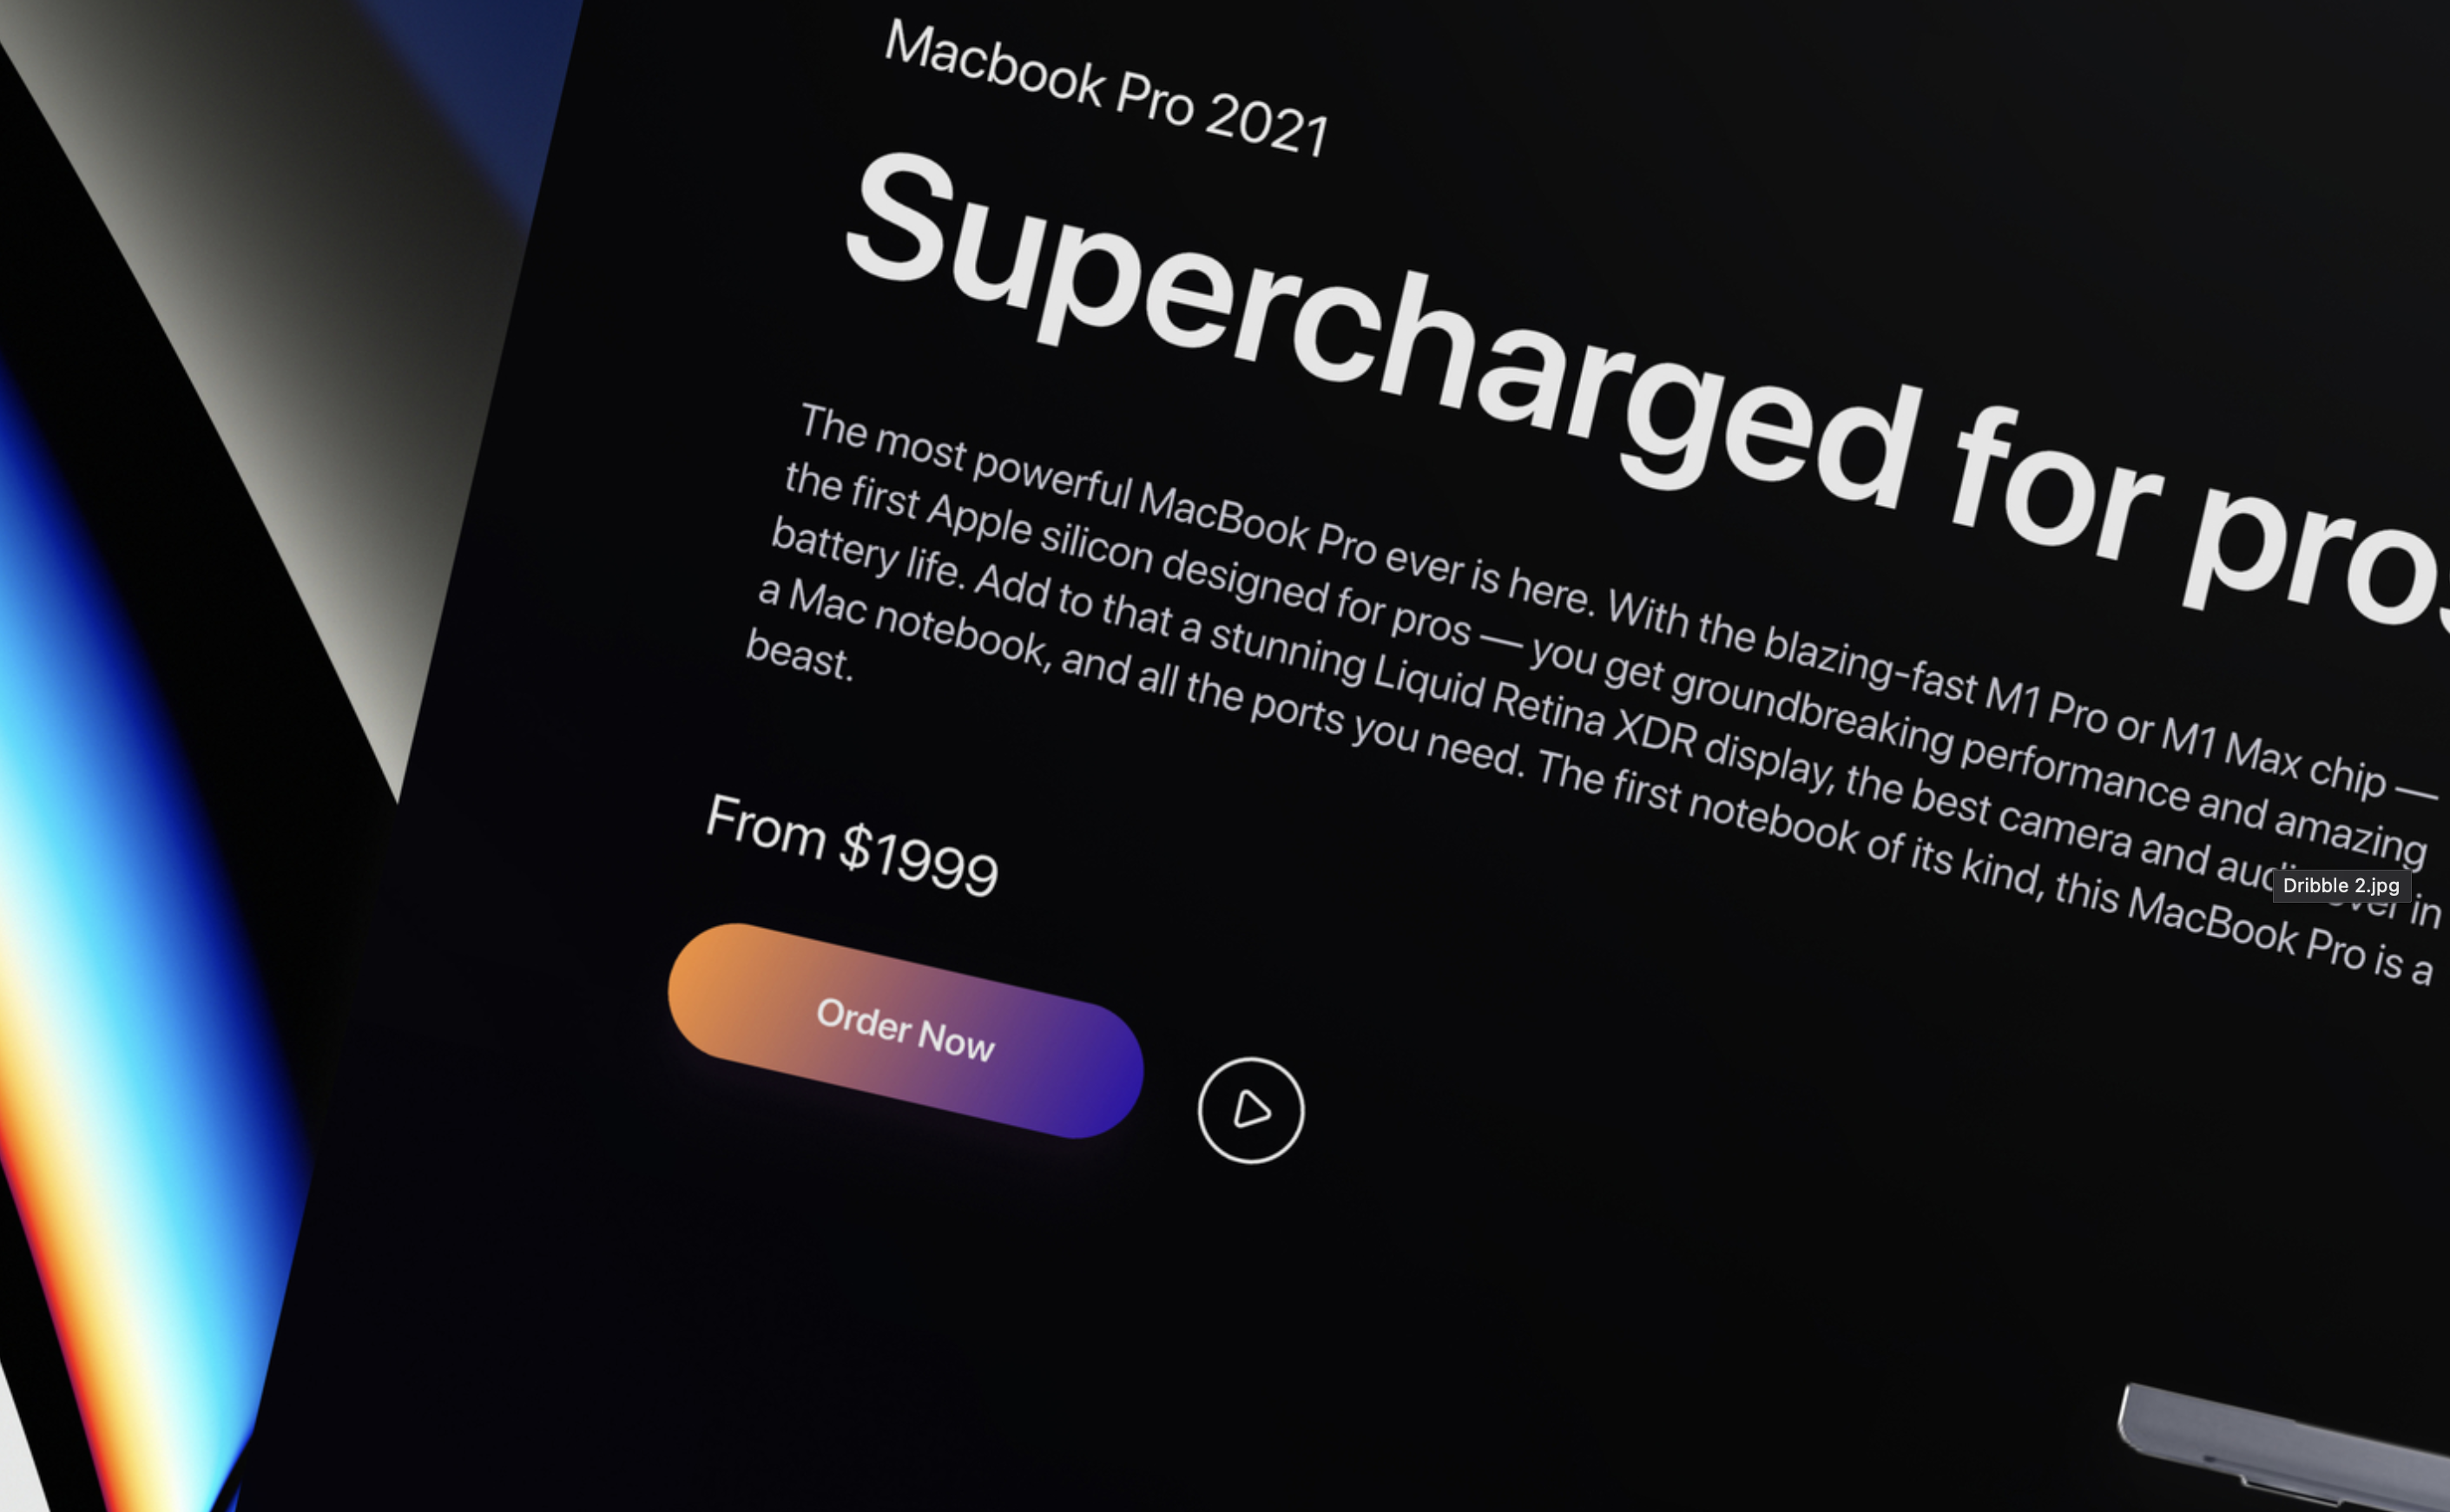 Macbook Pro 2021
Supercharged for pros
The most powerful MacBook Pro ever is here. With the blazing-fast M1 Pro or M1 Max chip —
the first Apple silicon designed for pros — you get groundbreaking performance and amazing
battery life. Add to that a stunning Liquid Retina XDR display, the best camera and audio ever in
a Mac notebook, and all the ports you need. The first notebook of its kind, this MacBook Pro is a
beast.
From $1999
Order Now
Dribble 2.jpg